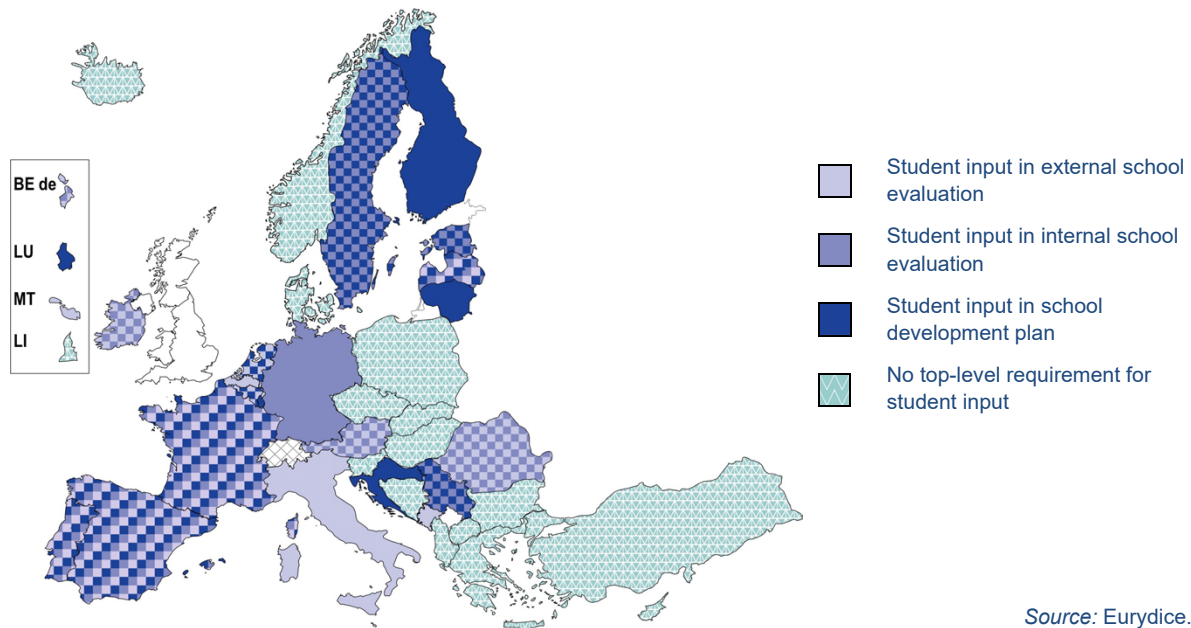 BE de
LU
MT
LI
Student input in external school
evaluation
Student input in internal school
evaluation
Student input in school
development plan
No top-level requirement for
student input
Source: Eurydice.